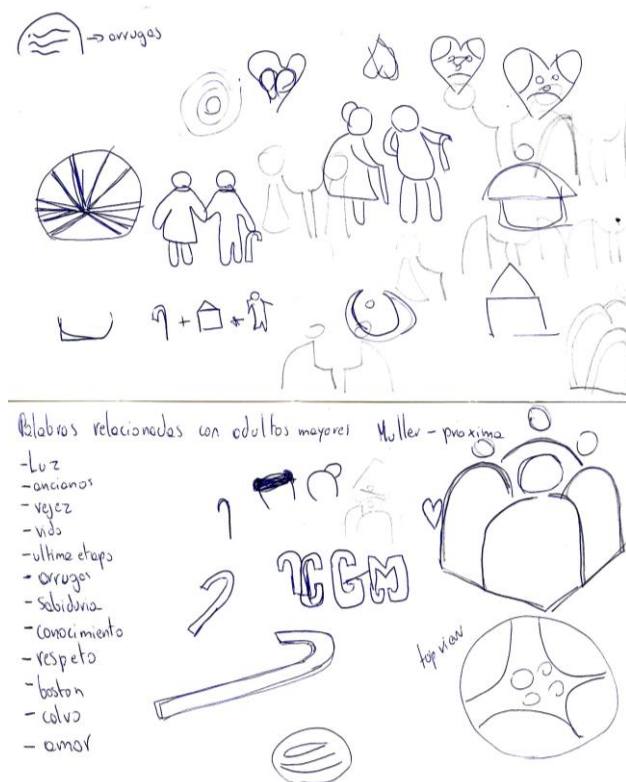 → arrugas
Palabras relacionadas con adultos mayores
Muller - proxima
- Luz
- ancianos
- vejez
- vida
- ultima etapa
- arrugas
- Sabiduria
- conocimiento
- respeto
- baston
- calvo
- amor
CGM
top view